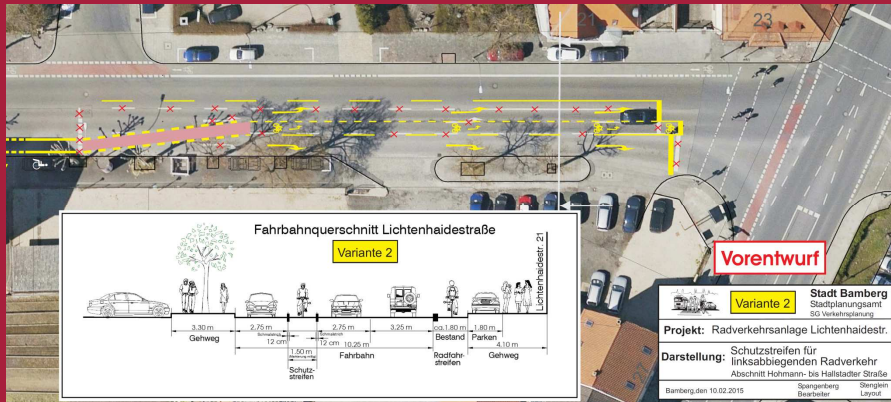 21
23
Fahrbahnquerschnitt Lichtenhaidestraße
Variante 2
Lichtenhaidestr. 21
3.30 m
2,75 m
2,75 m
3.25 m
ca.1.80 m
1.80 m
Gehweg
12 cm
12 cm
Bestand
Parken
1.50 m
10.25 m
Radfahr-
streifen
4.10 m
Fahrbahn
Gehweg
Schutz-
streifen
Vorentwurf
Variante 2
Stadt Bamberg
Stadtplanungsamt
SG Verkehrsplanung
Projekt: Radverkehrsanlage Lichtenhaidestr.
Darstellung: Schutzstreifen für
linksabbiegenden Radverkehr
Abschnitt Hohmann- bis Hallstadter Straße
Bamberg,den 10.02.2015
Spangenberg
Bearbeiter
Stenglein
Layout